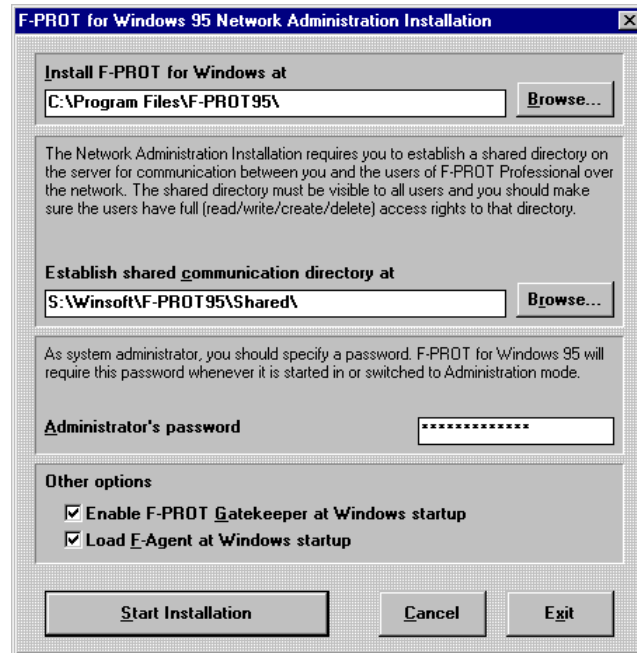 F-PROT for Windows 95 Network Administration Installation
Install F-PROT for Windows at
C:\Program Files\F-PROT95\
Browse...
The Network Administration Installation requires you to establish a shared directory on
the server for communication between you and the users of F-PROT Professional over
the network. The shared directory must be visible to all users and you should make
sure the users have full (read/write/create/delete) access rights to that directory.
Establish shared communication directory at
S:\Winsoft\F-PROT95\Shared\
Browse...
As system administrator, you should specify a password. F-PROT for Windows 95 will
require this password whenever it is started in or switched to Administration mode.
Administrator's password
*************
Other options
Enable F-PROT Gatekeeper at Windows startup
Load F-Agent at Windows startup
Start Installation
Cancel
Exit